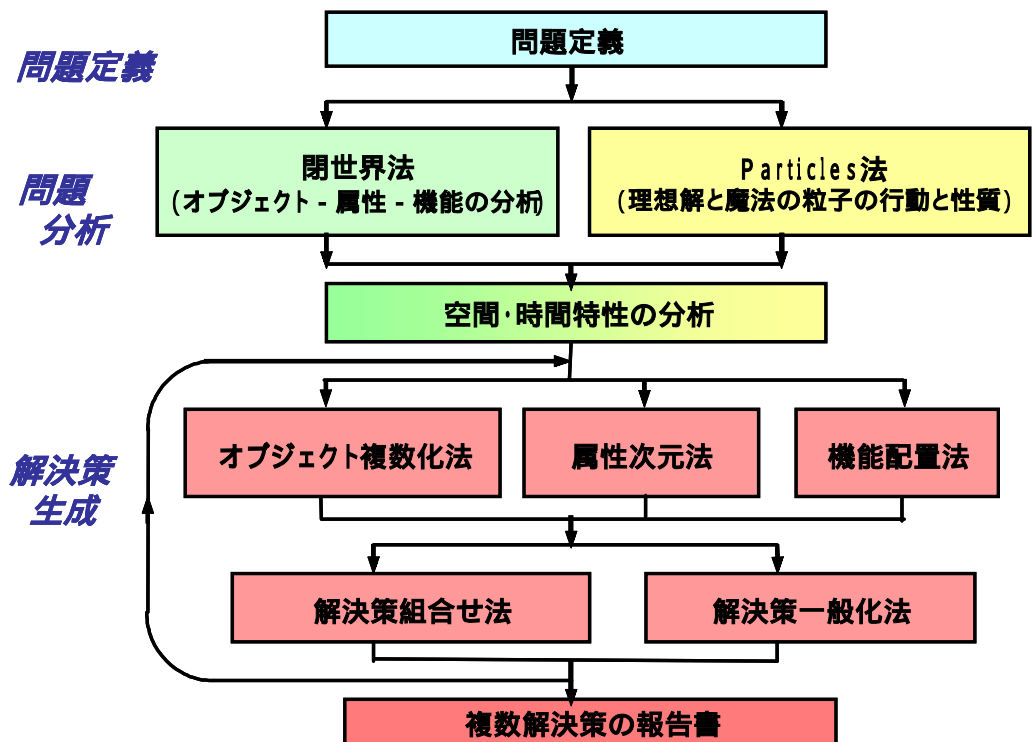 問題定義
問題定義
閉世界法
(オブジェクト - 属性 - 機能の分析)
Particles法
(理想解と魔法の粒子の行動と性質)
問題
分析
空間・時間特性の分析
オブジェクト複数化法
属性次元法
機能配置法
解決策
生成
解決策組合せ法
解決策一般化法
複数解決策の報告書